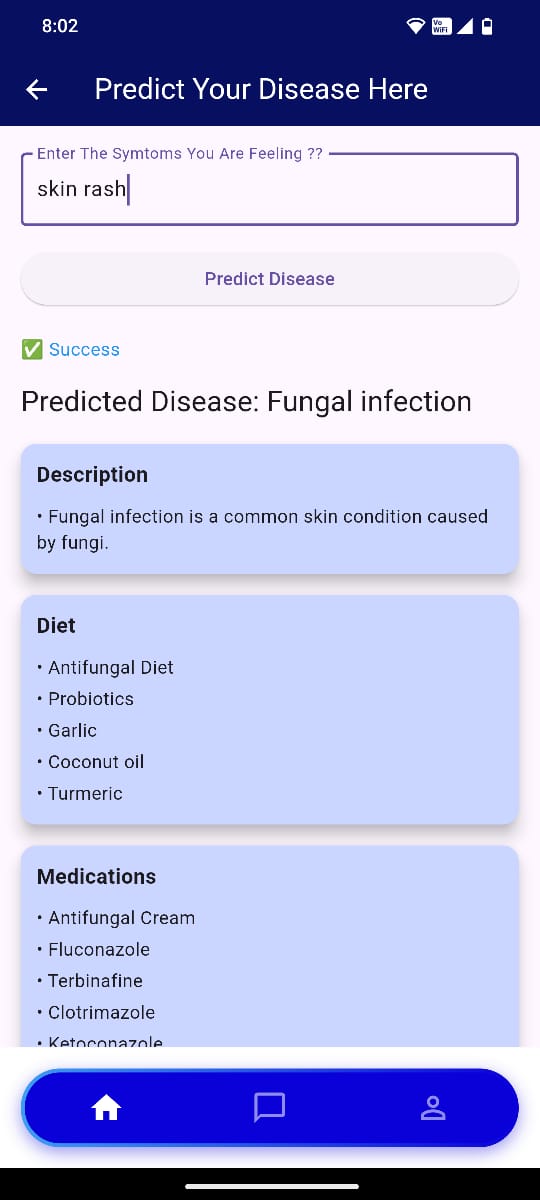 8:02
Vo WiFi
Predict Your Disease Here
Enter The Symtoms You Are Feeling ??
skin rash
Predict Disease
✅ Success
Predicted Disease: Fungal infection
Description
• Fungal infection is a common skin condition caused
by fungi.
Diet
• Antifungal Diet
• Probiotics
• Garlic
• Coconut oil
• Turmeric
Medications
• Antifungal Cream
• Fluconazole
• Terbinafine
• Clotrimazole
• Ketoconazole